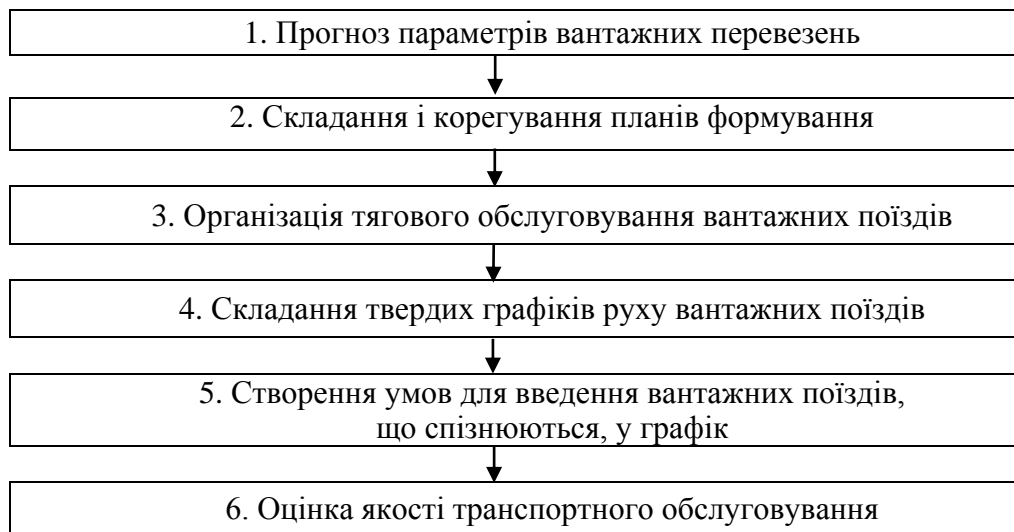 1. Прогноз параметрів вантажних перевезень
2. Складання і корегування планів формування
3. Організація тягового обслуговування вантажних поїздів
4. Складання твердих графіків руху вантажних поїздів
5. Створення умов для введення вантажних поїздів,
що спізнюються, у графік
6. Оцінка якості транспортного обслуговування